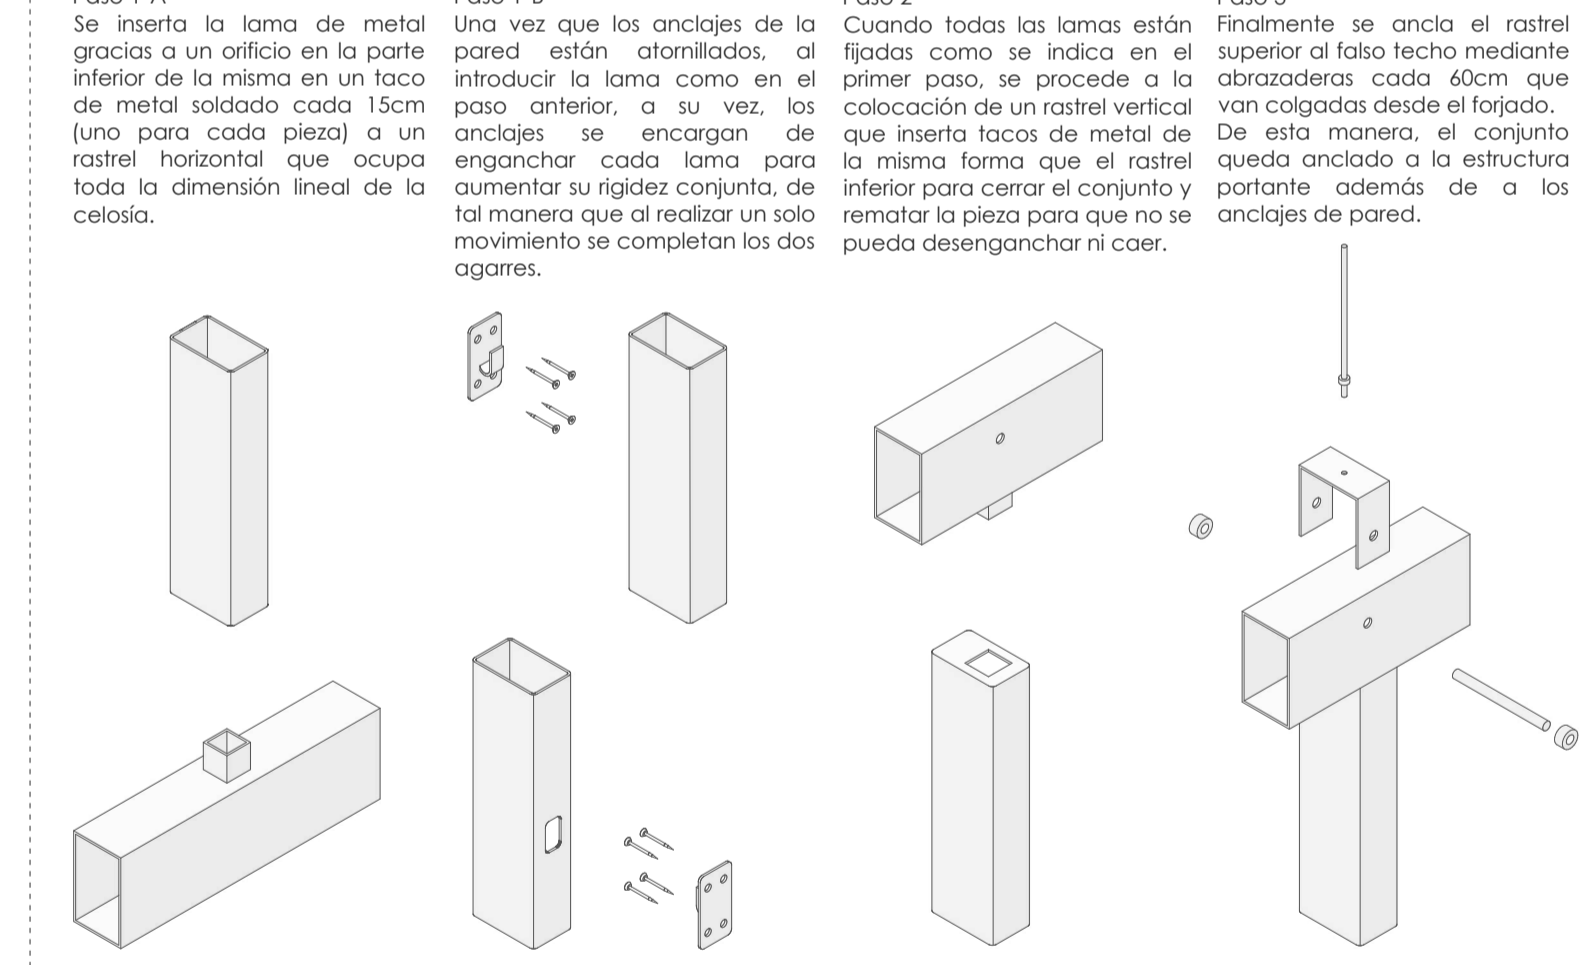 Paso 1-A
Se inserta la lama de metal
gracias a un orificio en la parte
inferior de la misma en un taco
de metal soldado cada 15cm
(uno para cada pieza) a un
rastrel horizontal que ocupa
toda la dimensión lineal de la
celosía.
Paso 1-B
Una vez que los anclajes de la
pared están atornillados, al
introducir la lama como en el
paso anterior, a su vez, los
anclajes se encargan de
enganchar cada lama para
aumentar su rigidez conjunta, de
tal manera que al realizar un solo
movimiento se completan los dos
agarres.
Paso 2
Cuando todas las lamas están
fijadas como se indica en el
primer paso, se procede a la
colocación de un rastrel vertical
que inserta tacos de metal de
la misma forma que el rastrel
inferior para cerrar el conjunto y
rematar la pieza para que no se
pueda desenganchar ni caer.
Paso 3
Finalmente se ancla el rastrel
superior al falso techo mediante
abrazaderas cada 60cm que
van colgadas desde el forjado.
De esta manera, el conjunto
queda anclado a la estructura
portante además de a los
anclajes de pared.